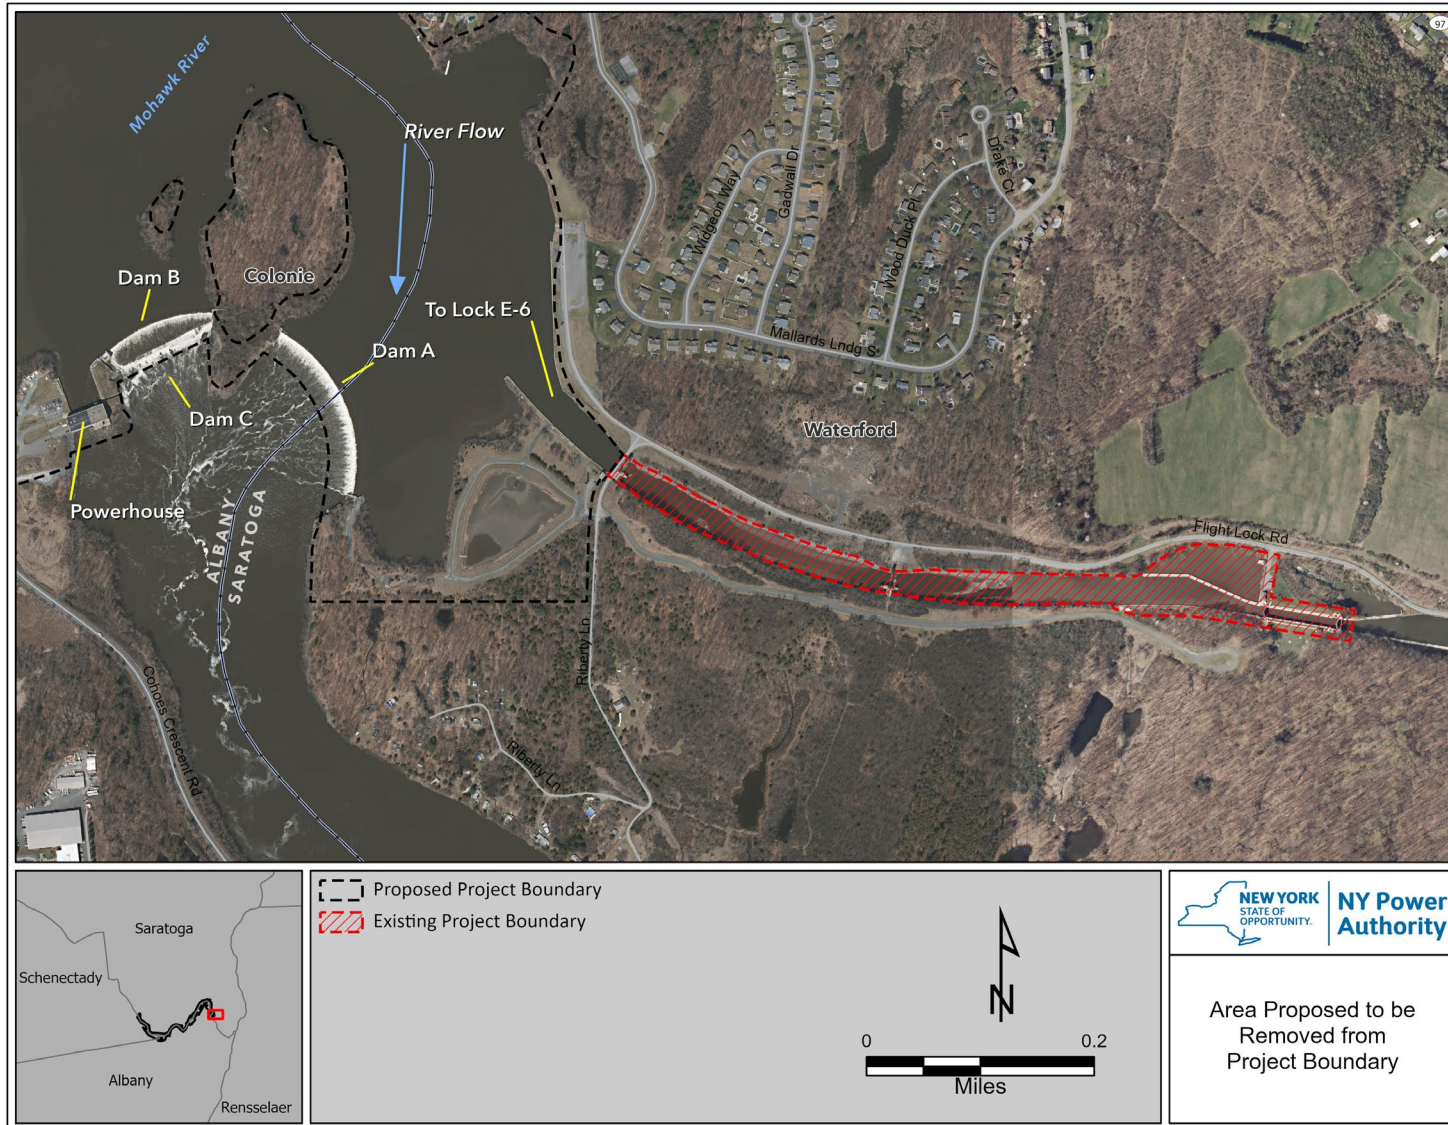 97
Mohawk River
River Flow
Drake Ct
Widgeon Way
Gadwall Dr
Wood Duck Pl
Dam B
Colonie
To Lock E-6
Mallards Lndg S
Dam A
Dam C
Waterford
Powerhouse
ALBANY
SARATOGA
Flight Lock Rd
Riberty Ln
Cohoes Crescent Rd
Riberty Ln
Saratoga
Schenectady
Albany
Rensselaer
Proposed Project Boundary
Existing Project Boundary
N
0 0.2
Miles
NEW YORK
STATE OF
OPPORTUNITY.
NY Power
Authority
Area Proposed to be
Removed from
Project Boundary